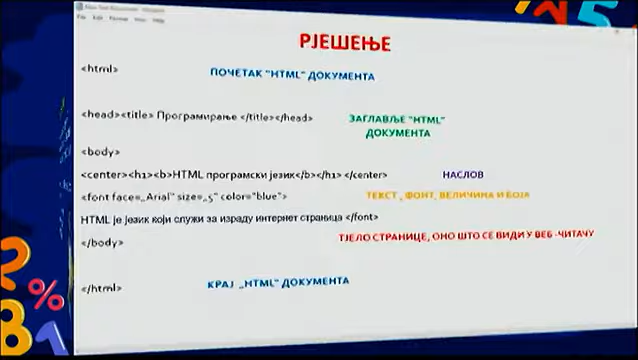 РЈЕШЕЊЕ
<html> ПОЧЕТАК "HTML" ДОКУМЕНТА
<head><title> Програмирање </title></head> ЗАГЛАВЉЕ "HTML"
ДОКУМЕНТА
<body>
<center><h1><b>HTML програмски језик</b></h1> </center> НАСЛОВ
<font face=„Arial" size=„5" color="blue"> ТЕКСТ , ФОНТ, ВЕЛИЧИНА И БОЈА
HTML је језик који служи за израду интернет страница </font>
</body> ТЈЕЛО СТРАНИЦЕ, ОНО ШТО СЕ ВИДИ У ВЕБ -ЧИТАЧУ
</html> КРАЈ „HTML" ДОКУМЕНТА